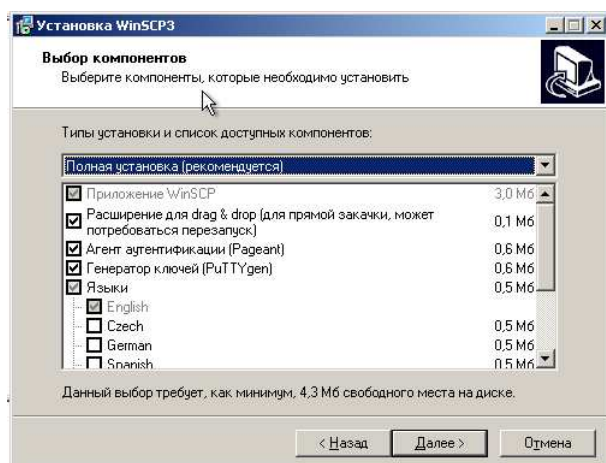 Установка WinSCP3
Выбор компонентов
Выберите компоненты, которые необходимо установить
Типы установки и список доступных компонентов:
Полная установка (рекомендуется)
Приложение WinSCP 3,0 Мб
Расширение для drag & drop (для прямой закачки, может
потребоваться перезапуск) 0,1 Мб
Агент аутентификации (Pageant) 0,6 Мб
Генератор ключей (PuTTYgen) 0,6 Мб
Языки 0,5 Мб
English
Czech 0,5 Мб
German 0,5 Мб
Spanish 0,5 Мб
Данный выбор требует, как минимум, 4,3 Мб свободного места на диске.
< Назад Далее > Отмена